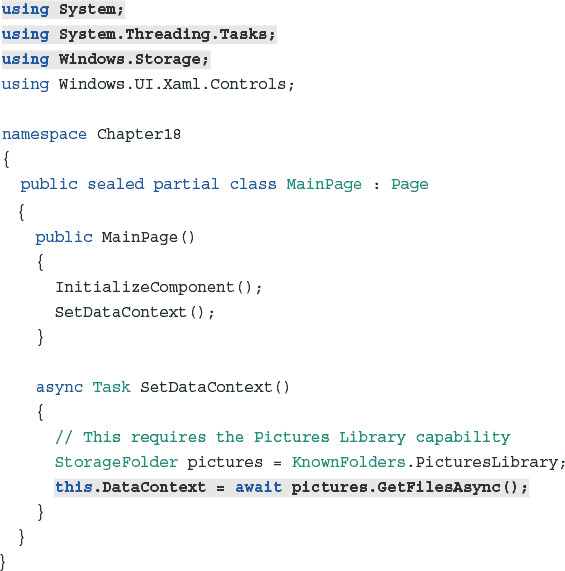 using System;
using System.Threading.Tasks;
using Windows.Storage;
using Windows.UI.Xaml.Controls;

namespace Chapter18
{
  public sealed partial class MainPage : Page
  {
    public MainPage()
    {
      InitializeComponent();
      SetDataContext();
    }

    async Task SetDataContext()
    {
      // This requires the Pictures Library capability
      StorageFolder pictures = KnownFolders.PicturesLibrary;
      this.DataContext = await pictures.GetFilesAsync();
    }
  }
}